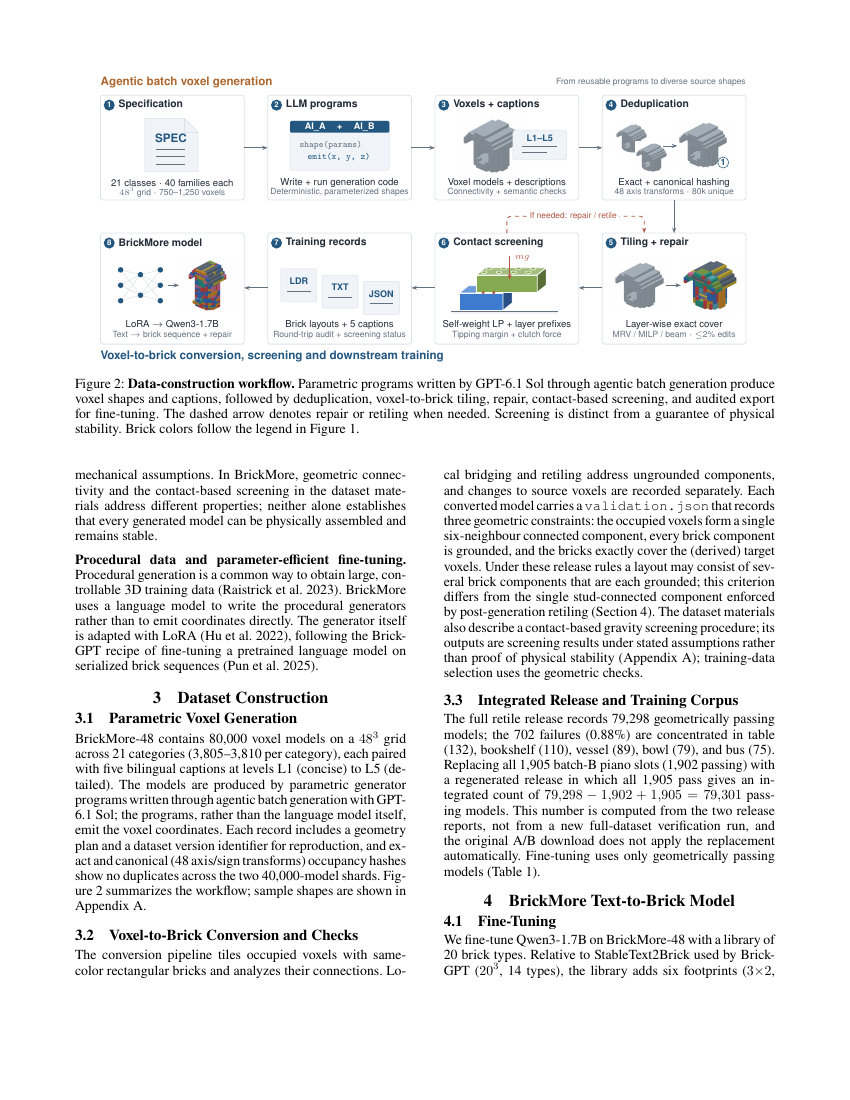 Agentic batch voxel generation
From reusable programs to diverse source shapes
1 Specification
SPEC
21 classes · 40 families each
48³ grid · 750–1,250 voxels
2 LLM programs
AI_A + AI_B
shape(params)
emit(x, y, z)
Write + run generation code
Deterministic, parameterized shapes
3 Voxels + captions
L1–L5
Voxel models + descriptions
Connectivity + semantic checks
4 Deduplication
1
Exact + canonical hashing
48 axis transforms · 80k unique
If needed: repair / retile
8 BrickMore model
LoRA → Qwen3-1.7B
Text → brick sequence + repair
7 Training records
LDR
TXT
JSON
Brick layouts + 5 captions
Round-trip audit + screening status
6 Contact screening
mg
Self-weight LP + layer prefixes
Tipping margin + clutch force
5 Tiling + repair
Layer-wise exact cover
MRV / MILP / beam · ≤2% edits
Voxel-to-brick conversion, screening and downstream training
Figure 2: Data-construction workflow. Parametric programs written by GPT-6.1 Sol through agentic batch generation produce
voxel shapes and captions, followed by deduplication, voxel-to-brick tiling, repair, contact-based screening, and audited export
for fine-tuning. The dashed arrow denotes repair or retiling when needed. Screening is distinct from a guarantee of physical
stability. Brick colors follow the legend in Figure 1.
mechanical assumptions. In BrickMore, geometric connec-
tivity and the contact-based screening in the dataset mate-
rials address different properties; neither alone establishes
that every generated model can be physically assembled and
remains stable.
Procedural data and parameter-efficient fine-tuning.
Procedural generation is a common way to obtain large, con-
trollable 3D training data (Raistrick et al. 2023). BrickMore
uses a language model to write the procedural generators
rather than to emit coordinates directly. The generator itself
is adapted with LoRA (Hu et al. 2022), following the Brick-
GPT recipe of fine-tuning a pretrained language model on
serialized brick sequences (Pun et al. 2025).
3 Dataset Construction
3.1 Parametric Voxel Generation
BrickMore-48 contains 80,000 voxel models on a 48³ grid
across 21 categories (3,805–3,810 per category), each paired
with five bilingual captions at levels L1 (concise) to L5 (de-
tailed). The models are produced by parametric generator
programs written through agentic batch generation with GPT-
6.1 Sol; the programs, rather than the language model itself,
emit the voxel coordinates. Each record includes a geometry
plan and a dataset version identifier for reproduction, and ex-
act and canonical (48 axis/sign transforms) occupancy hashes
show no duplicates across the two 40,000-model shards. Fig-
ure 2 summarizes the workflow; sample shapes are shown in
Appendix A.
3.2 Voxel-to-Brick Conversion and Checks
The conversion pipeline tiles occupied voxels with same-
color rectangular bricks and analyzes their connections. Lo-
cal bridging and retiling address ungrounded components,
and changes to source voxels are recorded separately. Each
converted model carries a validation.json that records
three geometric constraints: the occupied voxels form a single
six-neighbour connected component, every brick component
is grounded, and the bricks exactly cover the (derived) target
voxels. Under these release rules a layout may consist of sev-
eral brick components that are each grounded; this criterion
differs from the single stud-connected component enforced
by post-generation retiling (Section 4). The dataset materials
also describe a contact-based gravity screening procedure; its
outputs are screening results under stated assumptions rather
than proof of physical stability (Appendix A); training-data
selection uses the geometric checks.
3.3 Integrated Release and Training Corpus
The full retile release records 79,298 geometrically passing
models; the 702 failures (0.88%) are concentrated in table
(132), bookshelf (110), vessel (89), bowl (79), and bus (75).
Replacing all 1,905 batch-B piano slots (1,902 passing) with
a regenerated release in which all 1,905 pass gives an in-
tegrated count of 79,298 − 1,902 + 1,905 = 79,301 pass-
ing models. This number is computed from the two release
reports, not from a new full-dataset verification run, and
the original A/B download does not apply the replacement
automatically. Fine-tuning uses only geometrically passing
models (Table 1).
4 BrickMore Text-to-Brick Model
4.1 Fine-Tuning
We fine-tune Qwen3-1.7B on BrickMore-48 with a library of
20 brick types. Relative to StableText2Brick used by Brick-
GPT (20³, 14 types), the library adds six footprints (3×2,